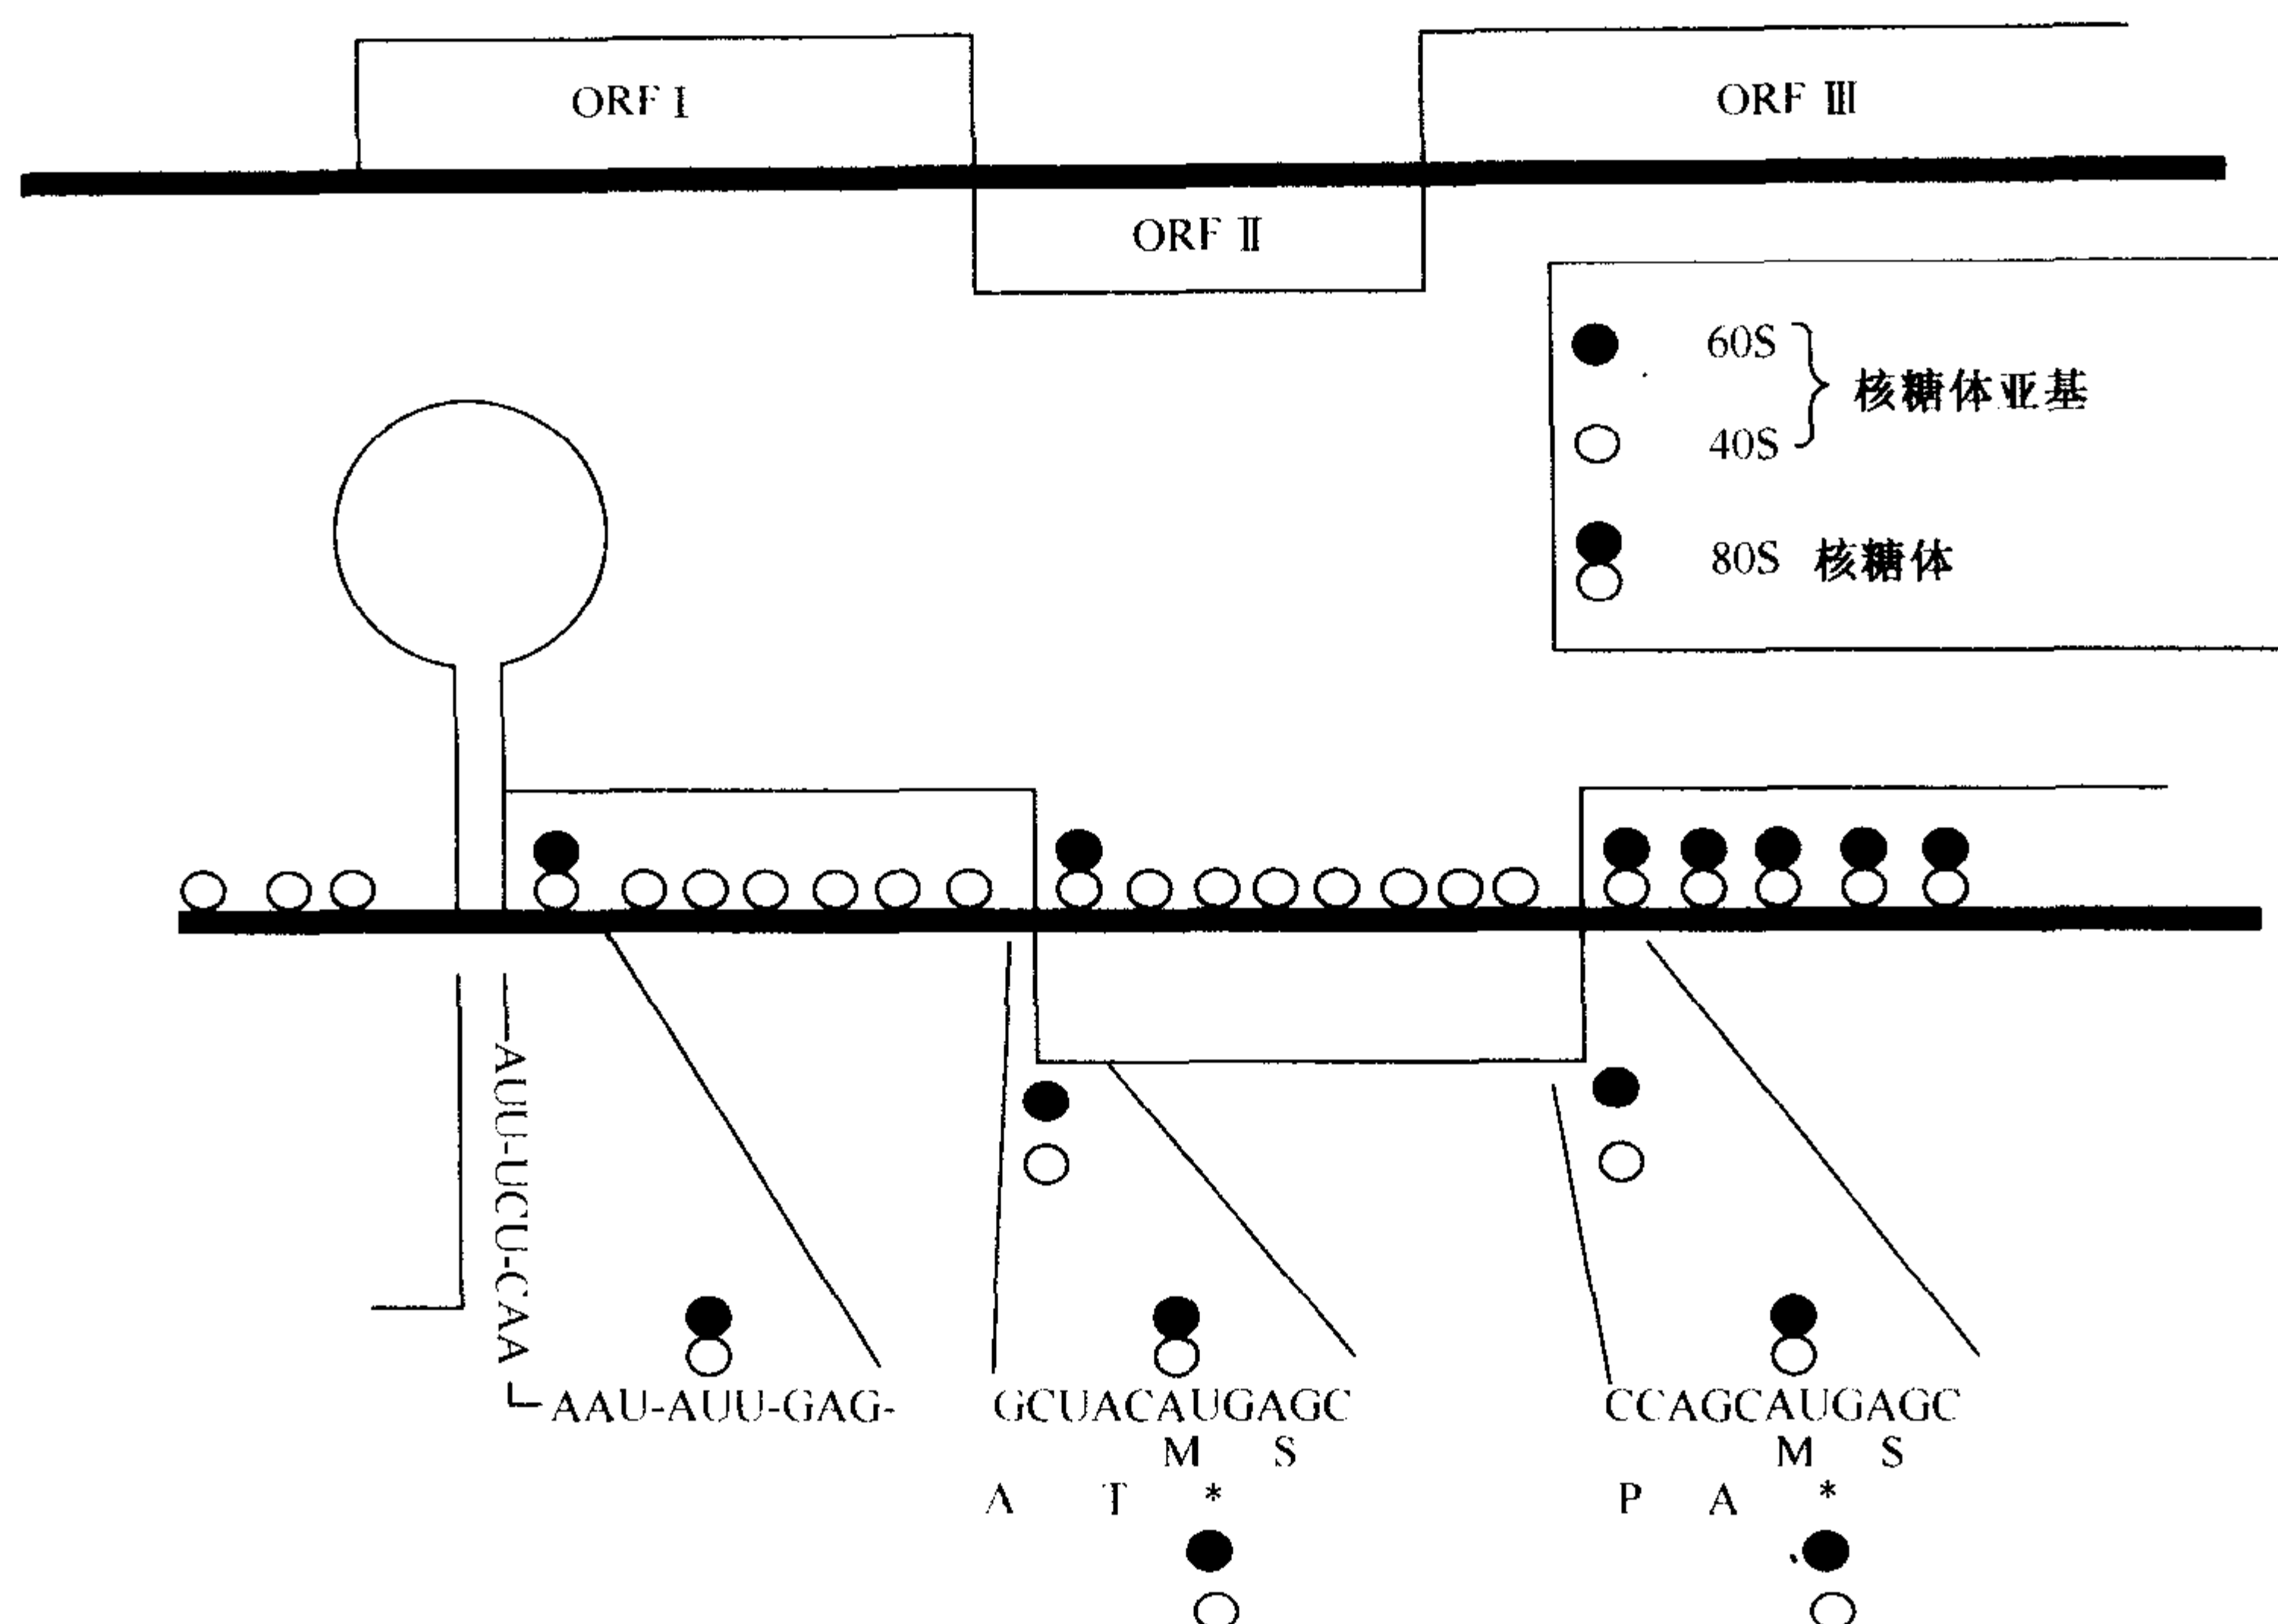 ORF Ⅰ
ORF Ⅲ
ORF Ⅱ
60S
核糖体亚基
40S
80S 核糖体
-AUU-UCU-CAA
AAU-AUU-GAG-
GCUACAUGAGC
CCAGCAUGAGC
M S
M S
A T *
P A *